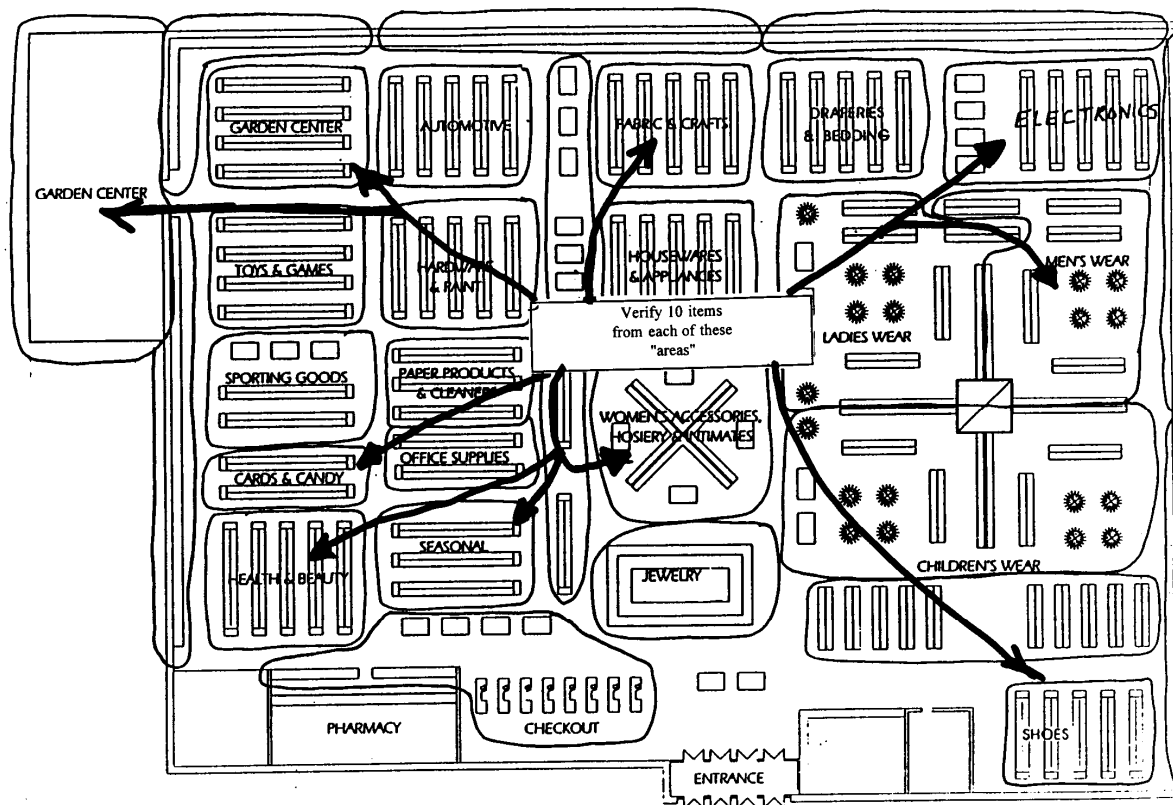 GARDEN CENTER
AUTOMOTIVE
FABRIC & CRAFTS
DRAPERIES
& BEDDING
ELECTRONICS
GARDEN CENTER
TOYS & GAMES
HARDWARE
& PAINT
HOUSEWARES
& APPLIANCES
MEN'S WEAR
Verify 10 items
from each of these
"areas"
LADIES WEAR
SPORTING GOODS
PAPER PRODUCTS
& CLEANERS
WOMEN'S ACCESSORIES,
HOSIERY & INTIMATES
OFFICE SUPPLIES
CARDS & CANDY
SEASONAL
HEALTH & BEAUTY
JEWELRY
CHILDREN'S WEAR
PHARMACY
CHECKOUT
SHOES
ENTRANCE